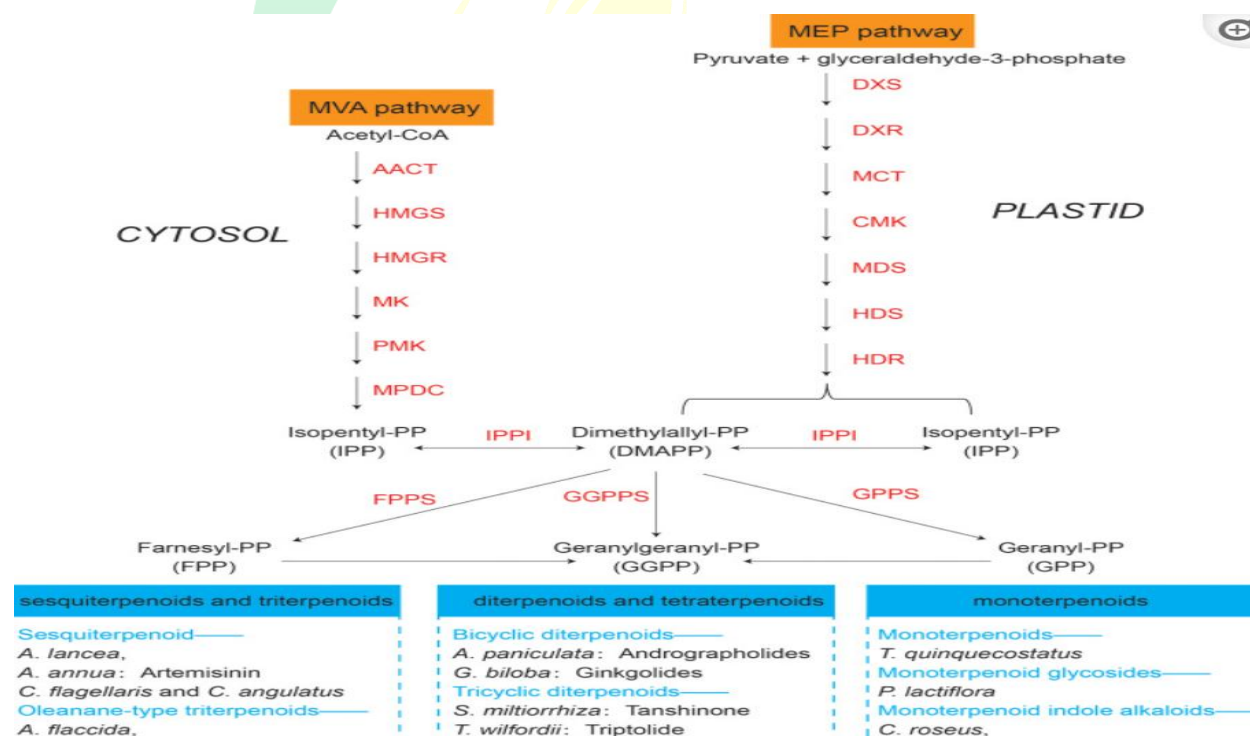 MEP pathway
Pyruvate + glyceraldehyde-3-phosphate
DXS
DXR
MCT
CMK
MDS
HDS
HDR
PLASTID
MVA pathway
Acetyl-CoA
AACT
HMGS
HMGR
MK
PMK
MPDC
CYTOSOL
Isopentyl-PP
(IPP)
IPPI
Dimethylallyl-PP
(DMAPP)
IPPI
Isopentyl-PP
(IPP)
FPPS
GGPPS
GPPS
Farnesyl-PP
(FPP)
Geranylgeranyl-PP
(GGPP)
Geranyl-PP
(GPP)
sesquiterpenoids and triterpenoids
Sesquiterpenoid——
A. lancea,
A. annua: Artemisinin
C. flagellaris and C. angulatus
Oleanane-type triterpenoids——
A. flaccida,
diterpenoids and tetraterpenoids
Bicyclic diterpenoids——
A. paniculata: Andrographolides
G. biloba: Ginkgolides
Tricyclic diterpenoids——
S. miltiorrhiza: Tanshinone
T. wilfordii: Triptolide
monoterpenoids
Monoterpenoids——
T. quinquecostatus
Monoterpenoid glycosides——
P. lactiflora
Monoterpenoid indole alkaloids——
C. roseus,